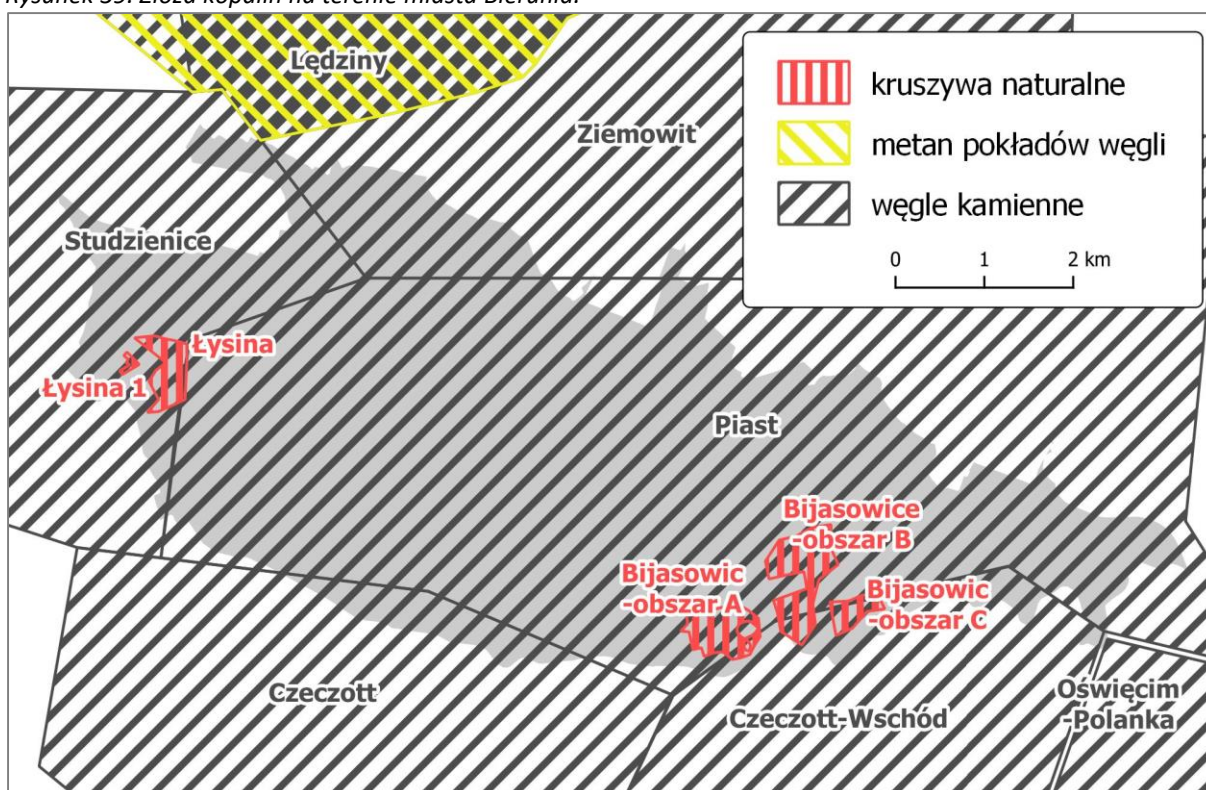 Rysunek 39. Złoża kopalin na terenie miasta Bierunia.
Lędziny
Ziemowit
kruszywa naturalne
metan pokładów węgli
węgle kamienne
0 1 2 km
Studzienice
Łysina
Łysina 1
Piast
Bijasowice
-obszar B
Bijasowic
-obszar A
Bijasowic
-obszar C
Czeczott
Czeczott-Wschód
Oświęcim
-Polanka